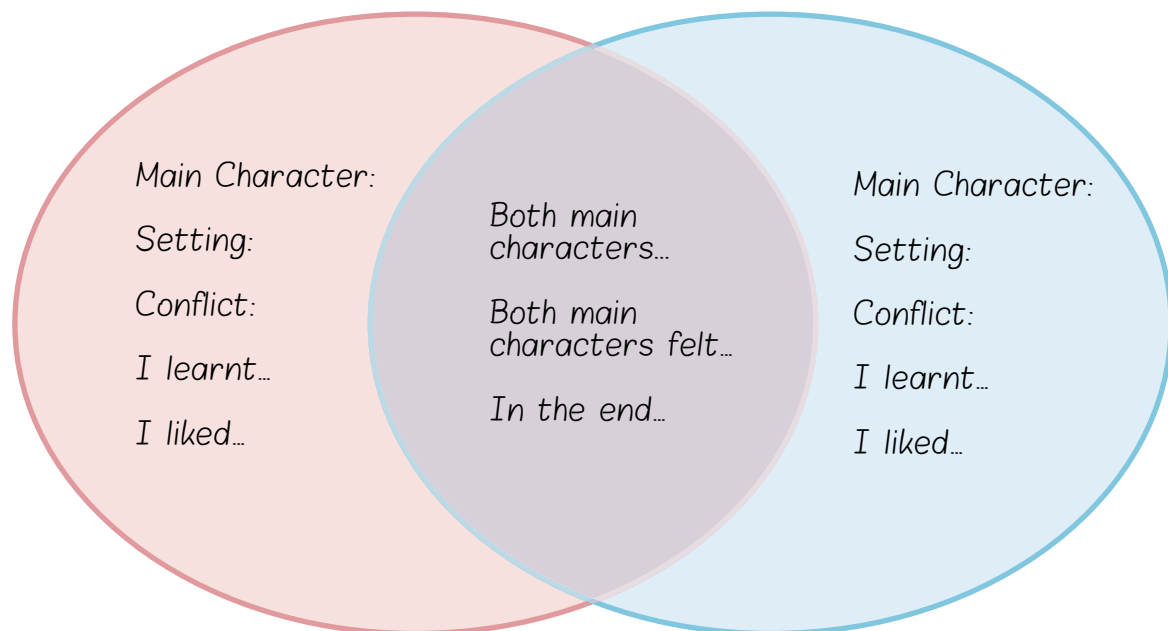 Main Character:
Setting:
Conflict:
I learnt...
I liked...
Both main
characters...
Both main
characters felt...
In the end...
Main Character:
Setting:
Conflict:
I learnt...
I liked...